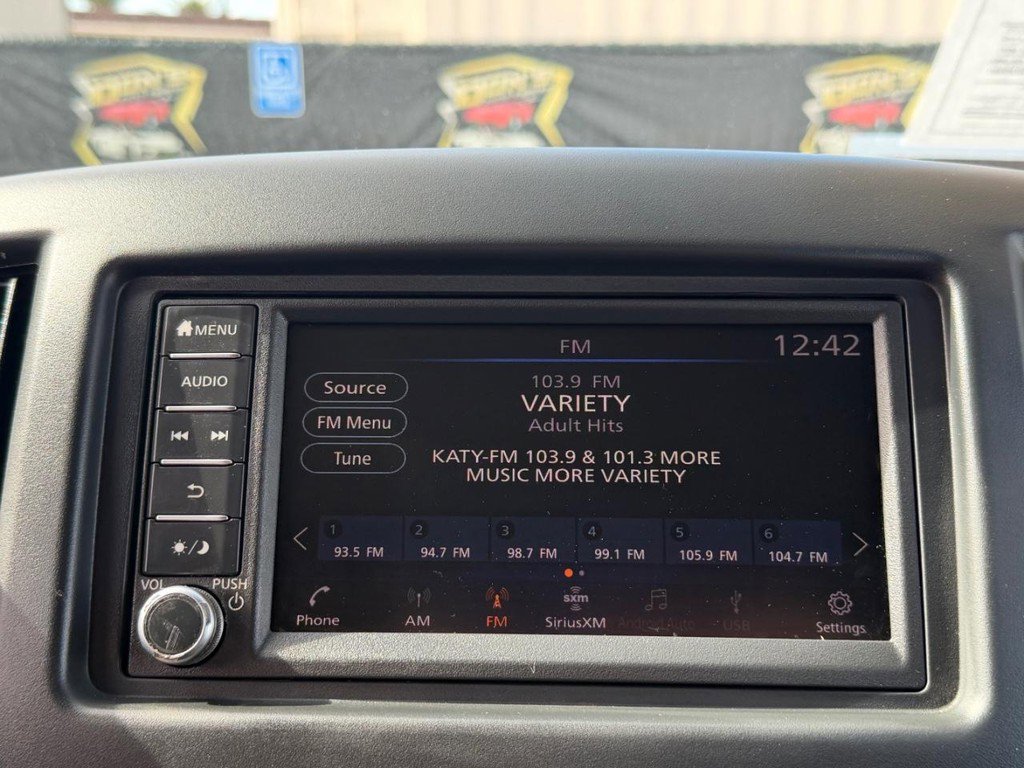 MENU
AUDIO
VOL
PUSH
FM
12:42
Source
FM Menu
Tune
103.9 FM
VARIETY
Adult Hits
KATY-FM 103.9 & 101.3 MORE
MUSIC MORE VARIETY
1 2 3 4 5 6
93.5 FM 94.7 FM 98.7 FM 99.1 FM 105.9 FM 104.7 FM
sxm
Phone AM FM SiriusXM Android Auto USB Settings